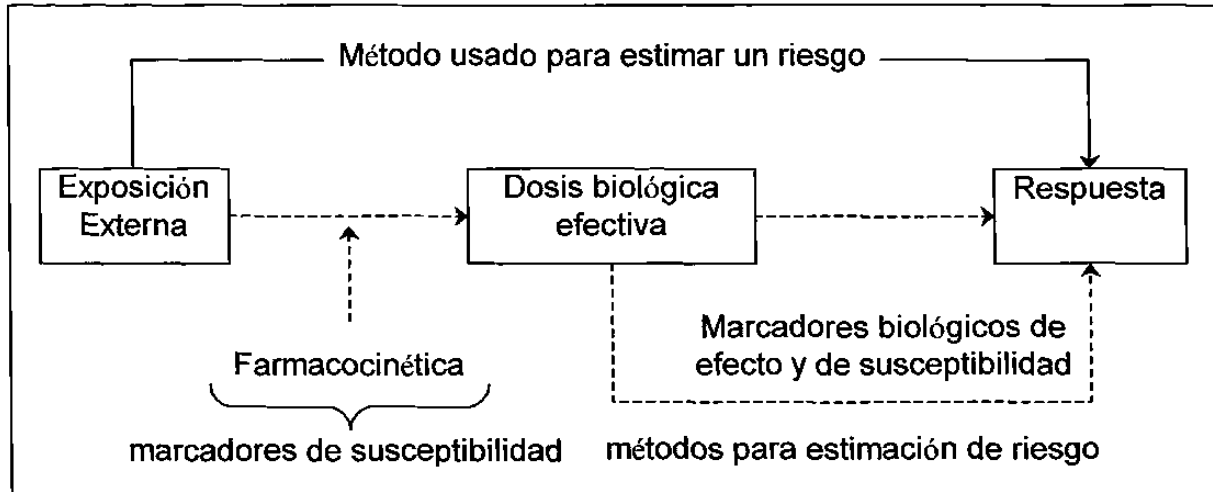 Método usado para estimar un riesgo
Exposición
Externa
Dosis biológica
efectiva
Respuesta
Farmacocinética
marcadores de susceptibilidad
Marcadores biológicos de
efecto y de susceptibilidad
métodos para estimación de riesgo